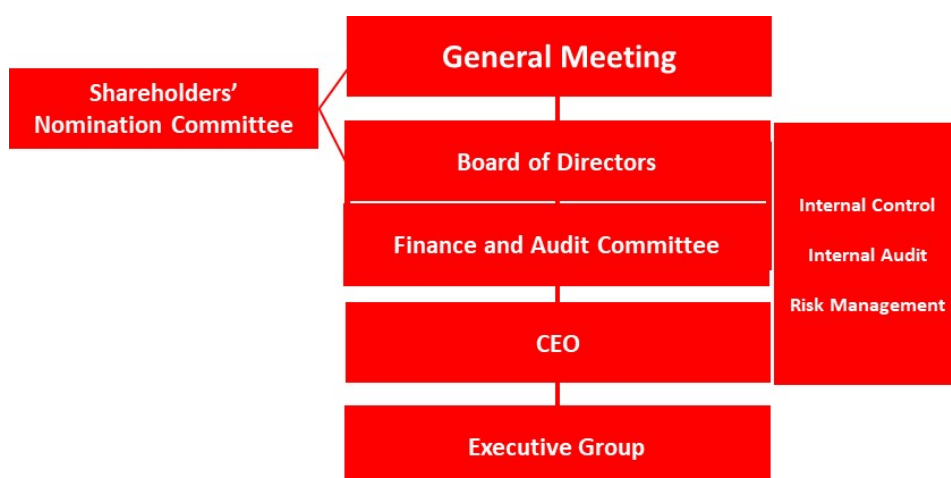 General Meeting
Shareholders’
Nomination Committee
Board of Directors
Finance and Audit Committee
Internal Control
Internal Audit
Risk Management
CEO
Executive Group